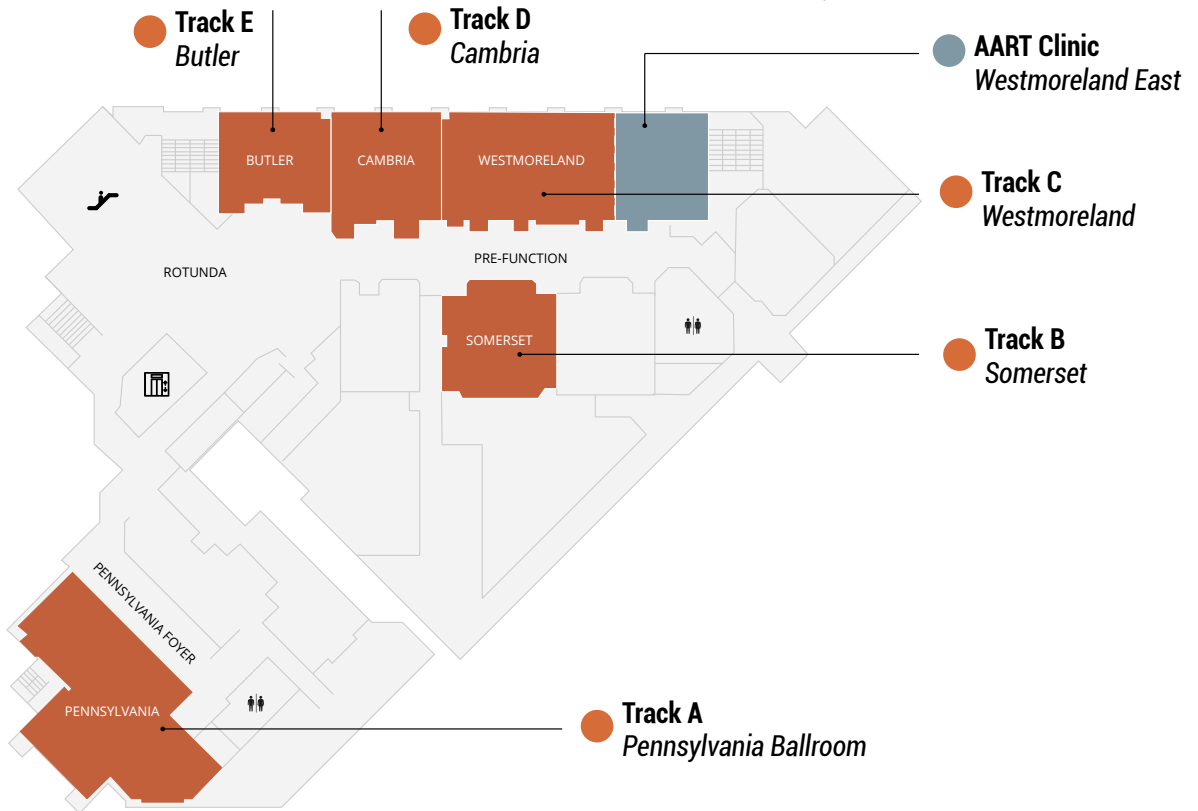 Track E
Butler
Track D
Cambria
AART Clinic
Westmoreland East
BUTLER
CAMBRIA
WESTMORELAND
Track C
Westmoreland
PRE-FUNCTION
ROTUNDA
SOMERSET
Track B
Somerset
PENNSYLVANIA FOYER
PENNSYLVANIA
Track A
Pennsylvania Ballroom